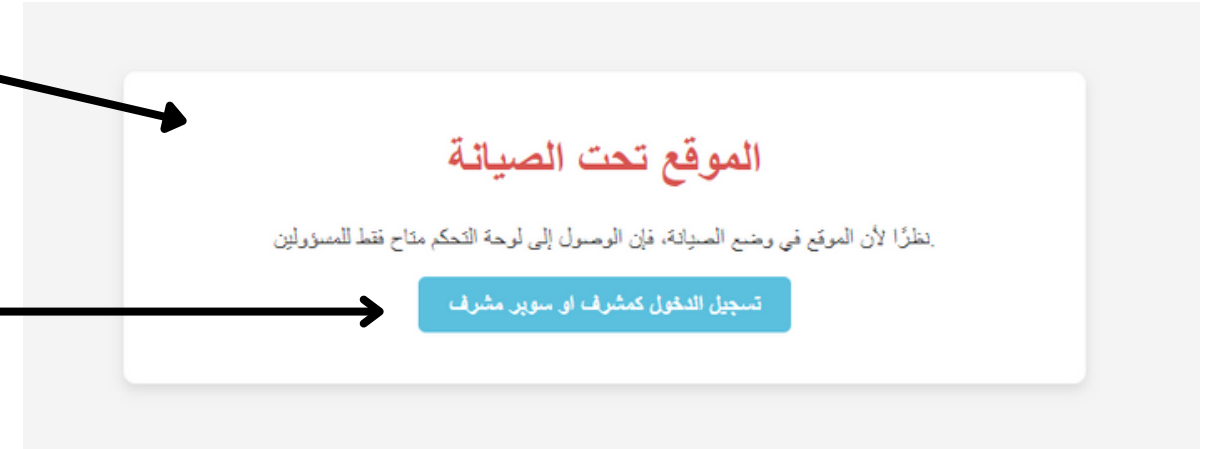 الموقع تحت الصيانة
نظرًا لأن الموقع في وضع الصيانة، فإن الوصول إلى لوحة التحكم متاح فقط للمسؤولين.
تسجيل الدخول كمشرف او سوبر مشرف